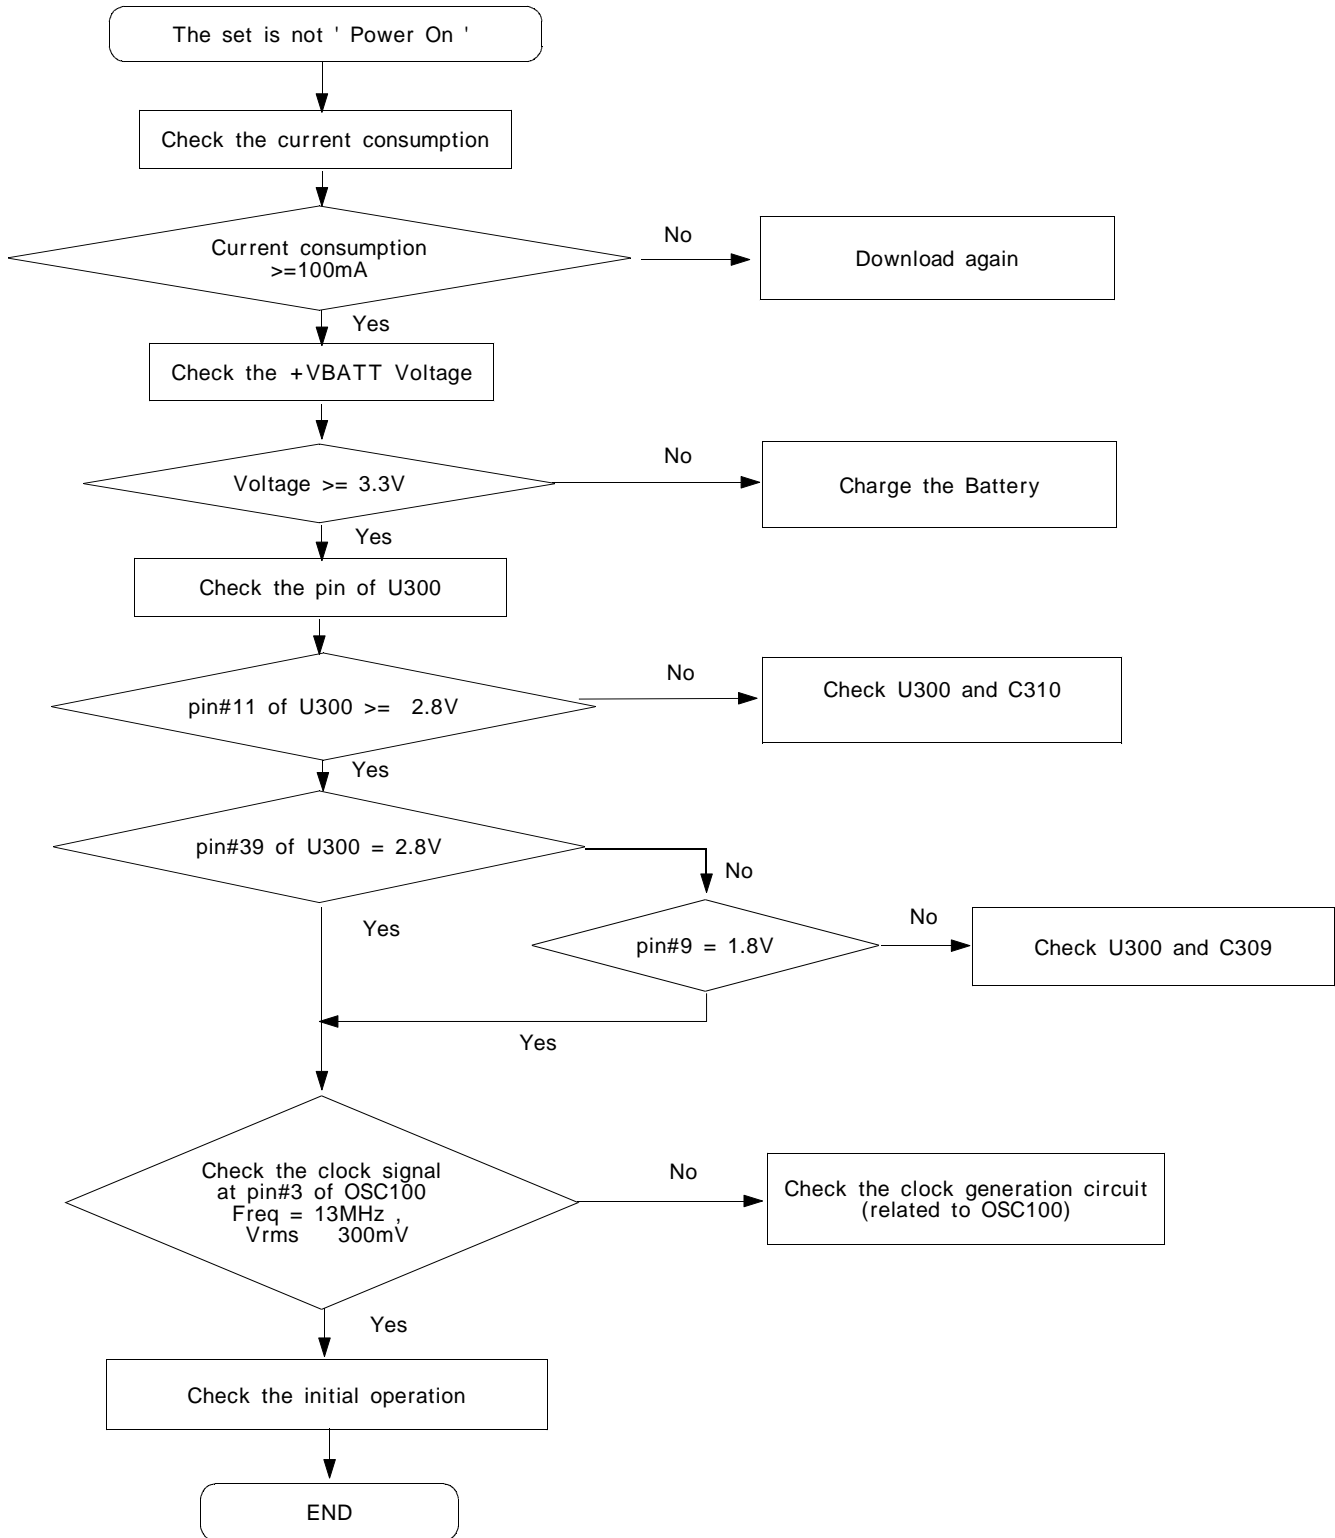 The set is not ' Power On '
Check the current consumption
Current consumption
>=100mA
No
Download again
Yes
Check the +VBATT Voltage
Voltage >= 3.3V
No
Charge the Battery
Yes
Check the pin of U300
pin#11 of U300 >= 2.8V
No
Check U300 and C310
Yes
pin#39 of U300 = 2.8V
No
Yes
pin#9 = 1.8V
No
Check U300 and C309
Yes
Check the clock signal
at pin#3 of OSC100
Freq = 13MHz ,
Vrms 300mV
No
Check the clock generation circuit
(related to OSC100)
Yes
Check the initial operation
END